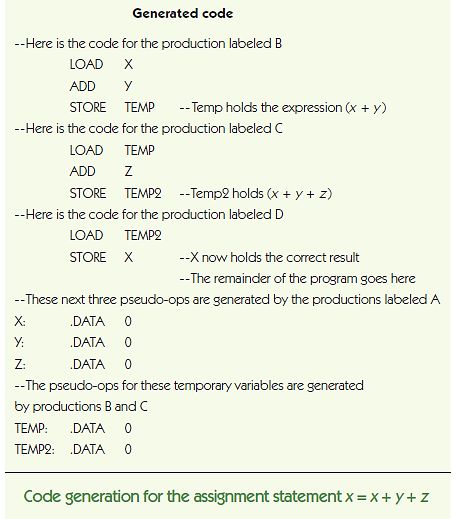 Generated code
--Here is the code for the production labeled B
LOAD X
ADD Y
STORE TEMP --Temp holds the expression (x + y)
--Here is the code for the production labeled C
LOAD TEMP
ADD Z
STORE TEMP2 --Temp2 holds (x + y + z)
--Here is the code for the production labeled D
LOAD TEMP2
STORE X --X now holds the correct result
--The remainder of the program goes here
--These next three pseudo-ops are generated by the productions labeled A
X: .DATA 0
Y: .DATA 0
Z: .DATA 0
--The pseudo-ops for these temporary variables are generated
by productions B and C
TEMP: .DATA 0
TEMP2: .DATA 0
Code generation for the assignment statement x = x + y + z